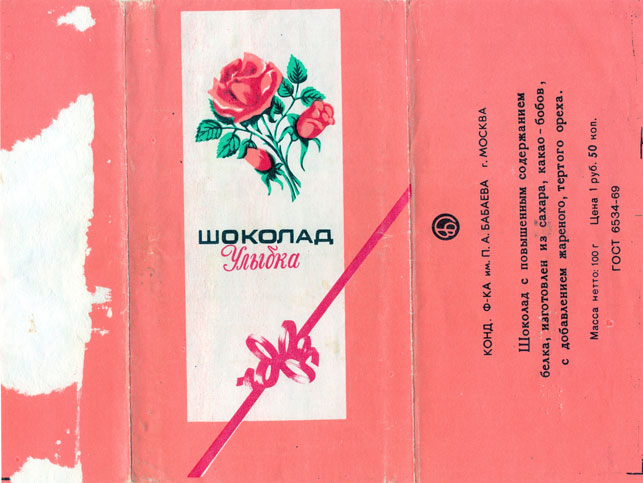 ШОКОЛАД
Улыбка
КОНД. Ф-КА им. П. А. БАБАЕВА г. МОСКВА
Шоколад с повышенным содержанием
белка, изготовлен из сахара, какао-бобов,
с добавлением жареного, тертого ореха.
Масса нетто: 100 г Цена 1 руб. 50 коп.
ГОСТ 6534-69